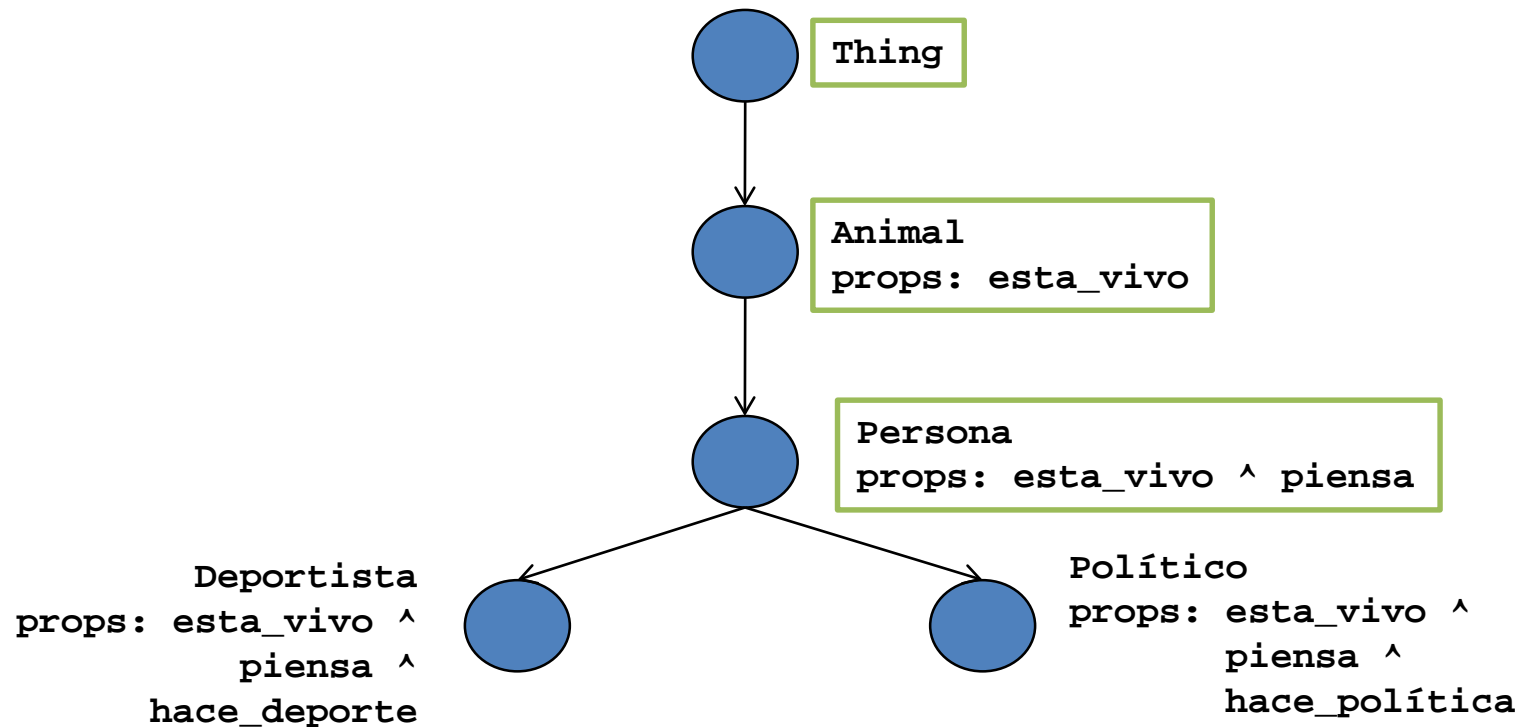 Thing
Animal
props: esta_vivo
Persona
props: esta_vivo ^ piensa
Deportista
props: esta_vivo ^
piensa ^
hace_deporte
Político
props: esta_vivo ^
piensa ^
hace_política